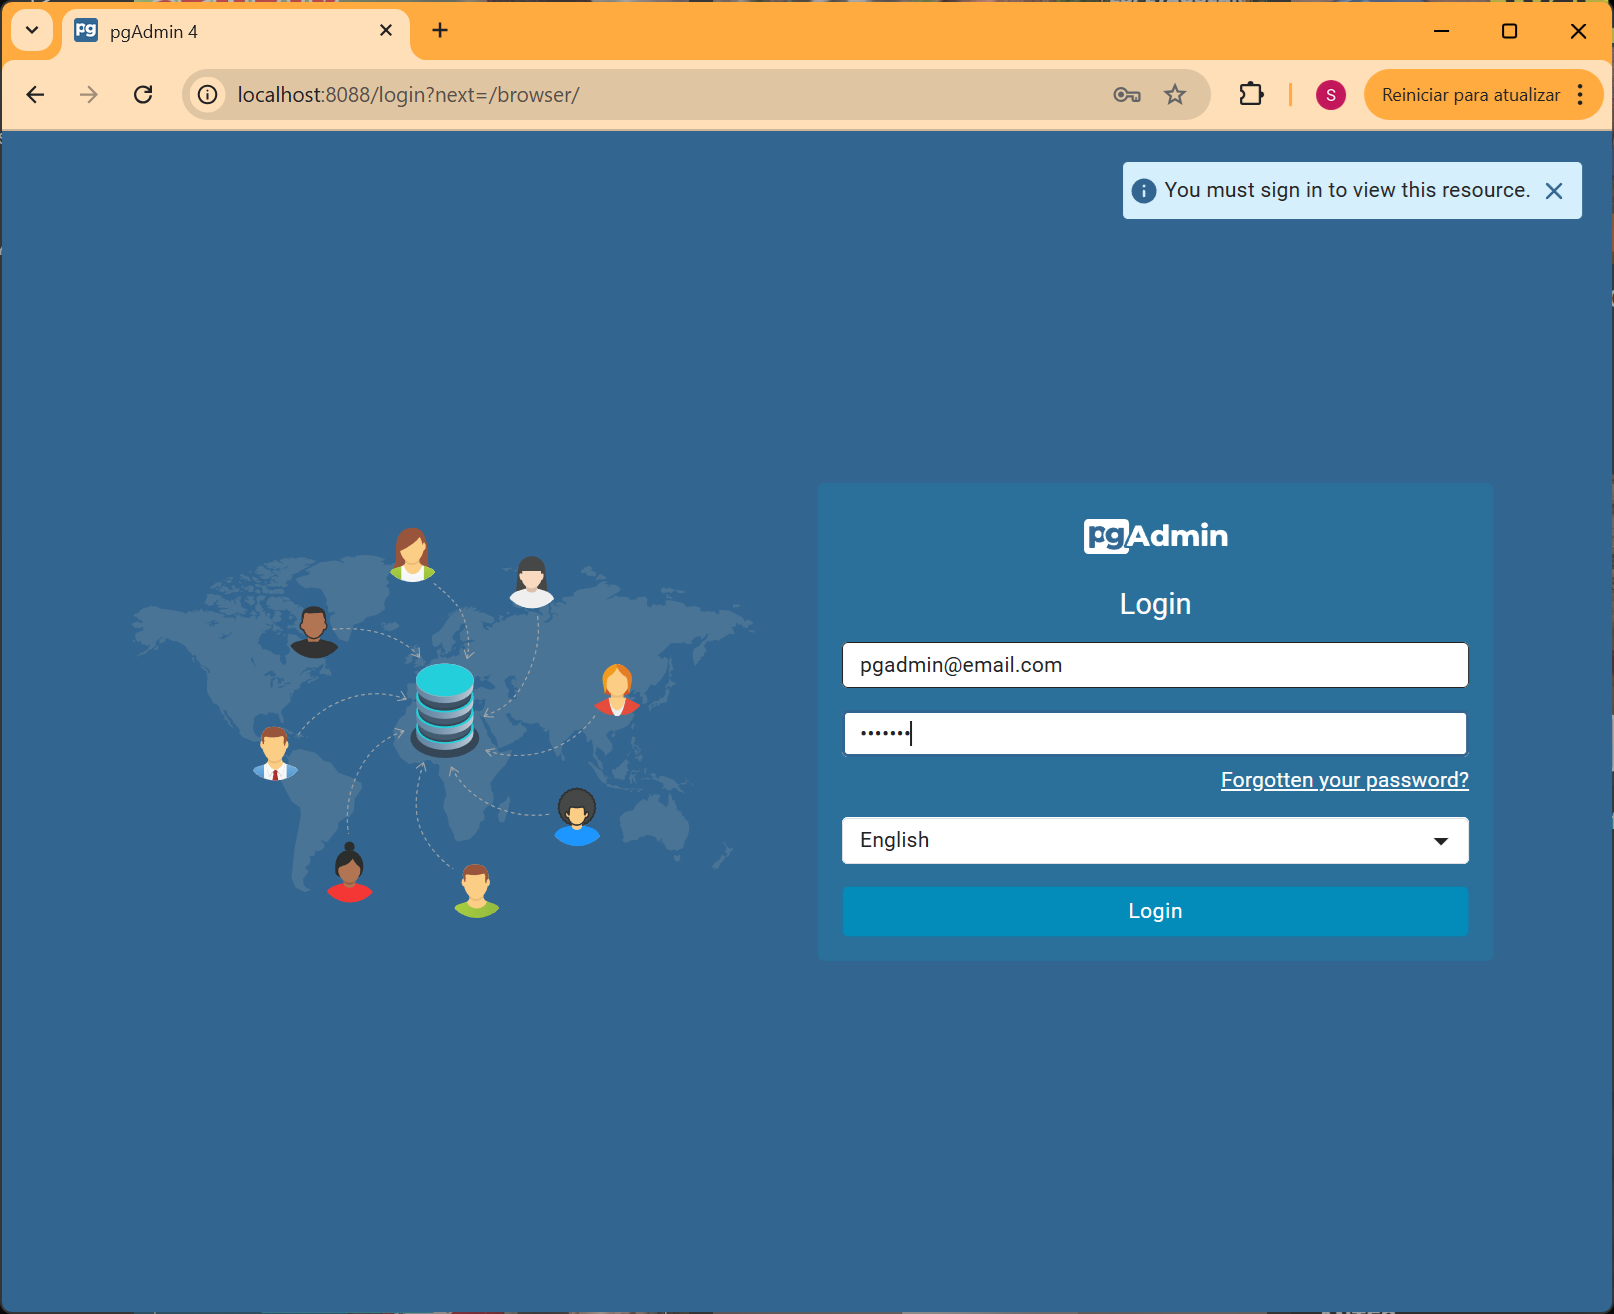 pg pgAdmin 4
localhost:8088/login?next=/browser/
S
Reiniciar para atualizar
You must sign in to view this resource.
pgAdmin
Login
pgadmin@email.com
•••••••
Forgotten your password?
English
Login